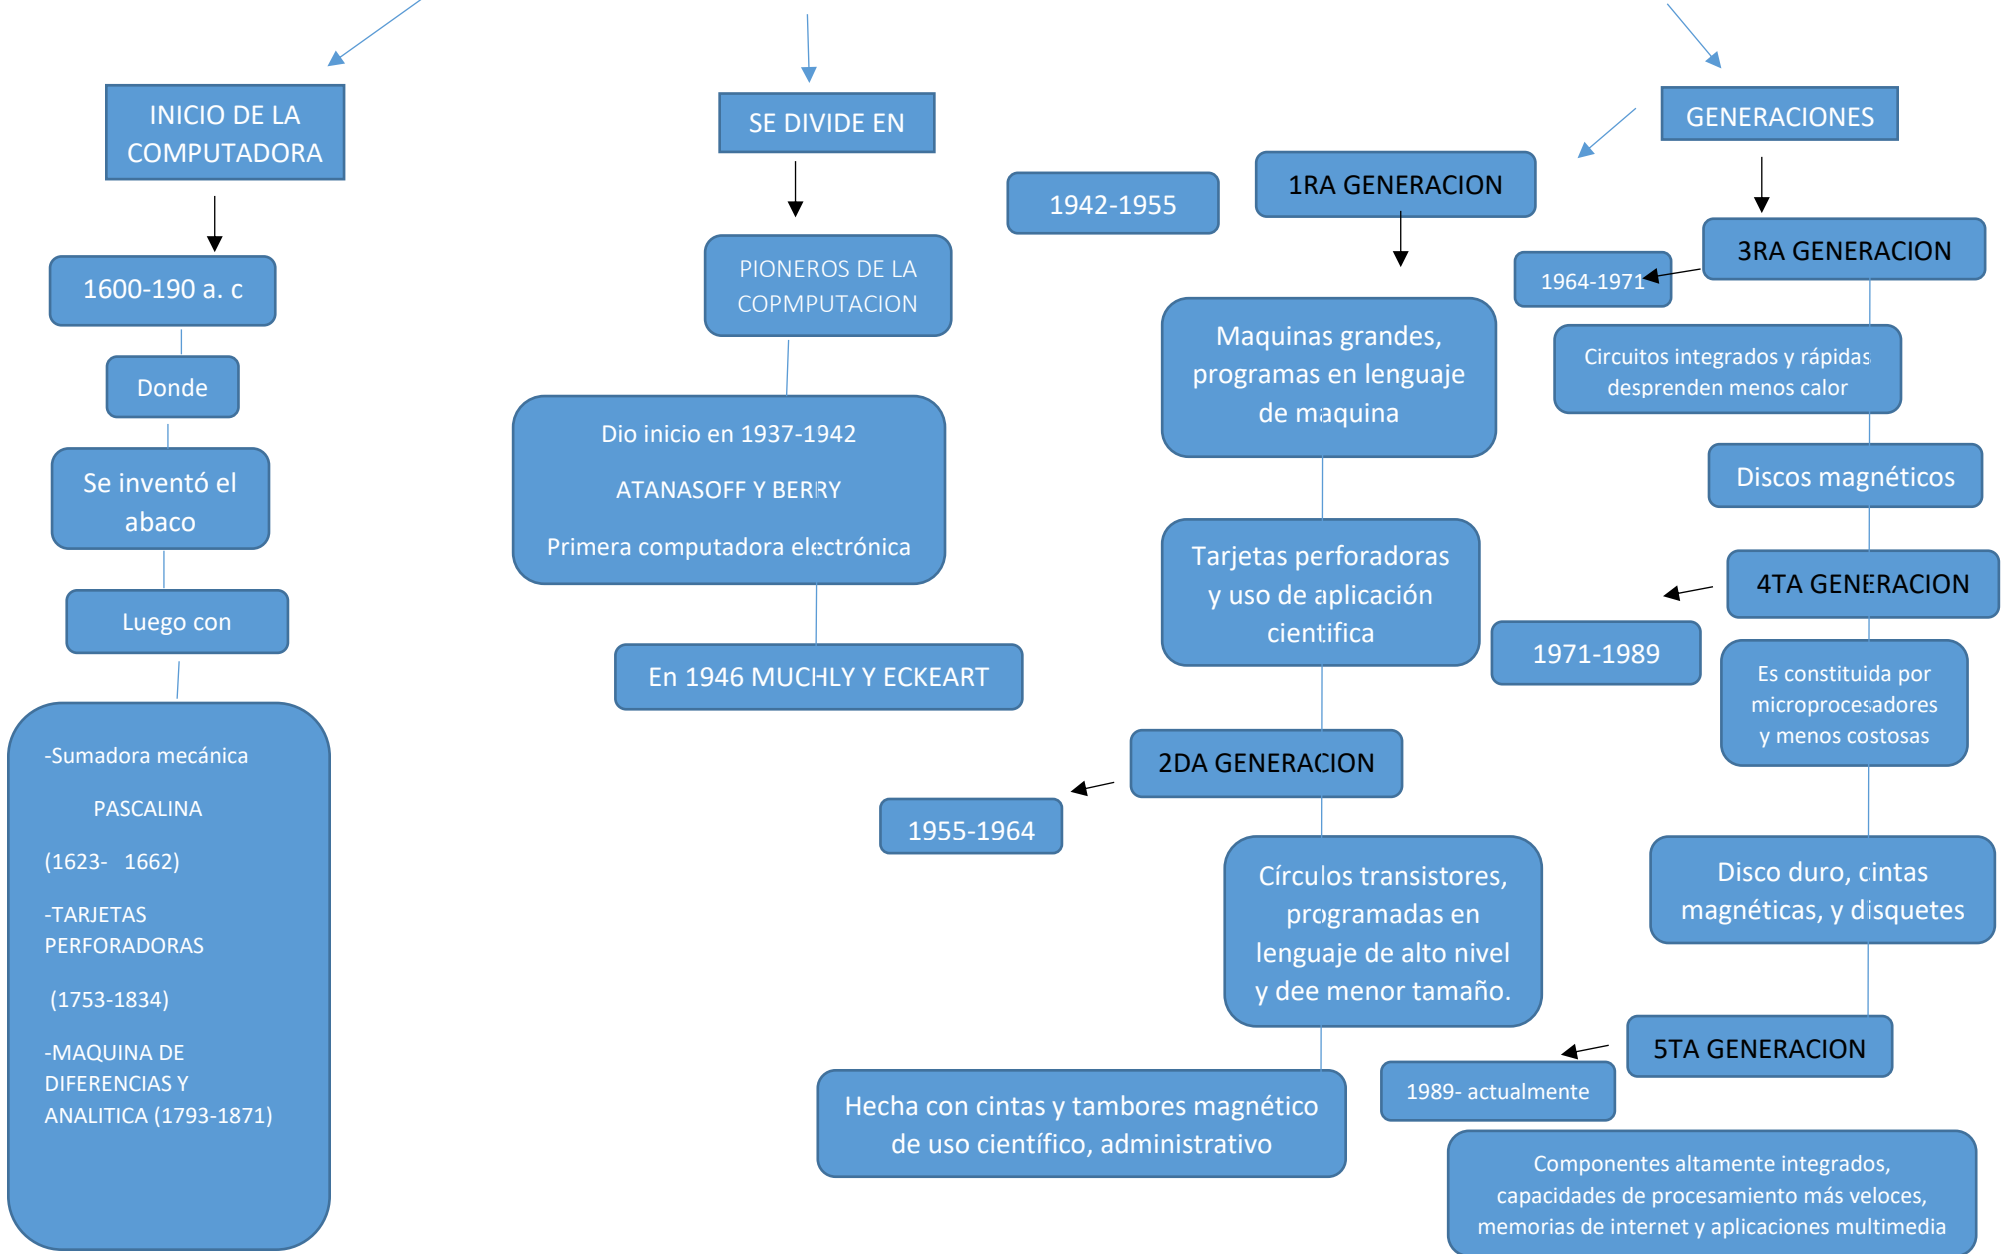 INICIO DE LA
COMPUTADORA
1600-190 a. c
Donde
Se inventó el
abaco
Luego con
-Sumadora mecánica
PASCALINA
(1623- 1662)
-TARJETAS
PERFORADORAS
(1753-1834)
-MAQUINA DE
DIFERENCIAS Y
ANALITICA (1793-1871)
SE DIVIDE EN
PIONEROS DE LA
COPMPUTACION
Dio inicio en 1937-1942
ATANASOFF Y BERRY
Primera computadora electrónica
En 1946 MUCHLY Y ECKEART
GENERACIONES
1RA GENERACION
1942-1955
Maquinas grandes,
programas en lenguaje
de maquina
Tarjetas perforadoras
y uso de aplicación
cientifica
2DA GENERACION
1955-1964
Círculos transistores,
programadas en
lenguaje de alto nivel
y dee menor tamaño.
Hecha con cintas y tambores magnético
de uso científico, administrativo
3RA GENERACION
1964-1971
Circuitos integrados y rápidas
desprenden menos calor
Discos magnéticos
4TA GENERACION
1971-1989
Es constituida por
microprocesadores
y menos costosas
Disco duro, cintas
magnéticas, y disquetes
5TA GENERACION
1989- actualmente
Componentes altamente integrados,
capacidades de procesamiento más veloces,
memorias de internet y aplicaciones multimedia